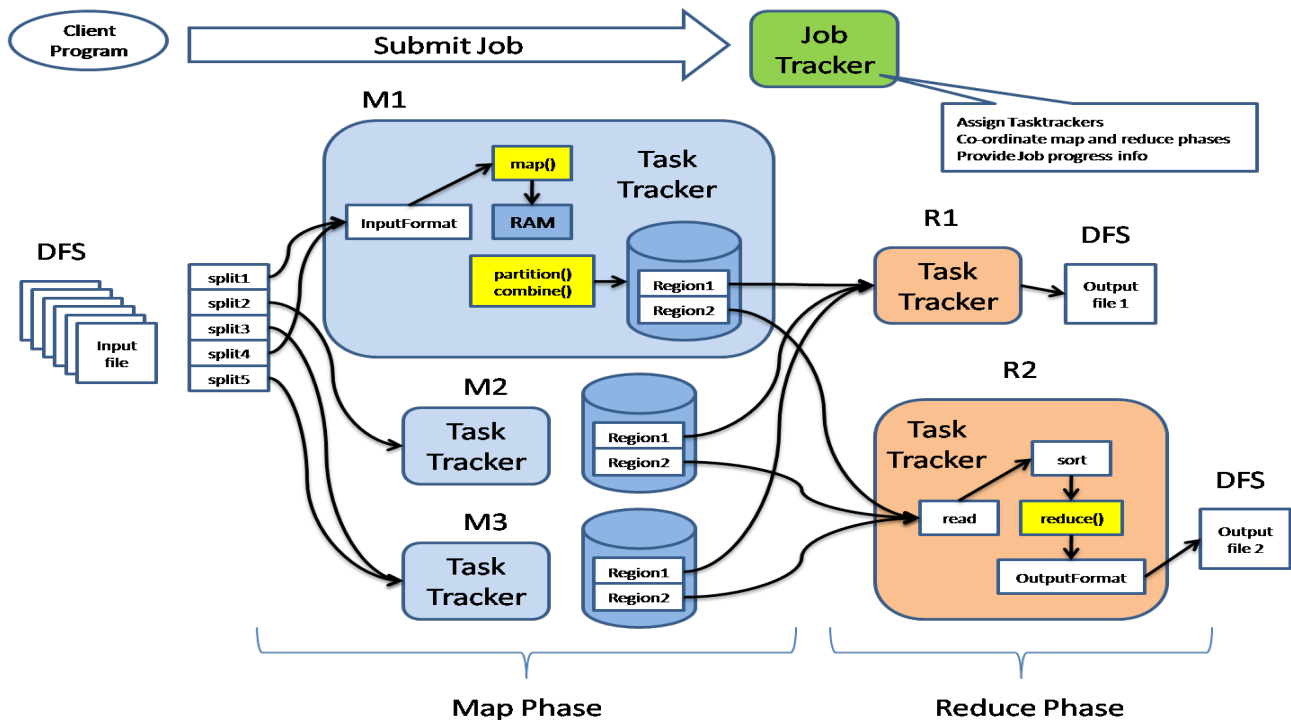 Client
Program
Submit Job
Job
Tracker
Assign Tasktrackers
Co-ordinate map and reduce phases
Provide Job progress info
M1
Task
Tracker
map()
InputFormat
RAM
partition()
combine()
Region1
Region2
DFS
Input
file
split1
split2
split3
split4
split5
M2
Task
Tracker
Region1
Region2
M3
Task
Tracker
Region1
Region2
R1
Task
Tracker
DFS
Output
file 1
R2
Task
Tracker
sort
read
reduce()
OutputFormat
DFS
Output
file 2
Map Phase
Reduce Phase